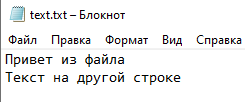 text.txt – Блокнот
Файл Правка Формат Вид Справка
Привет из файла
Текст на другой строке